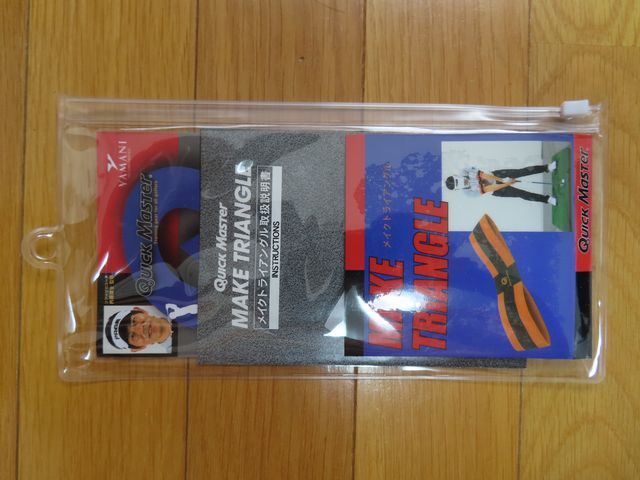 YAMANI
QUICK MASTER
QUICK MASTER
MAKE TRIANGLE
メイクトライアングル取扱説明書
INSTRUCTIONS
メイクトライアングル
MAKE
TRIANGLE
QUICK MASTER